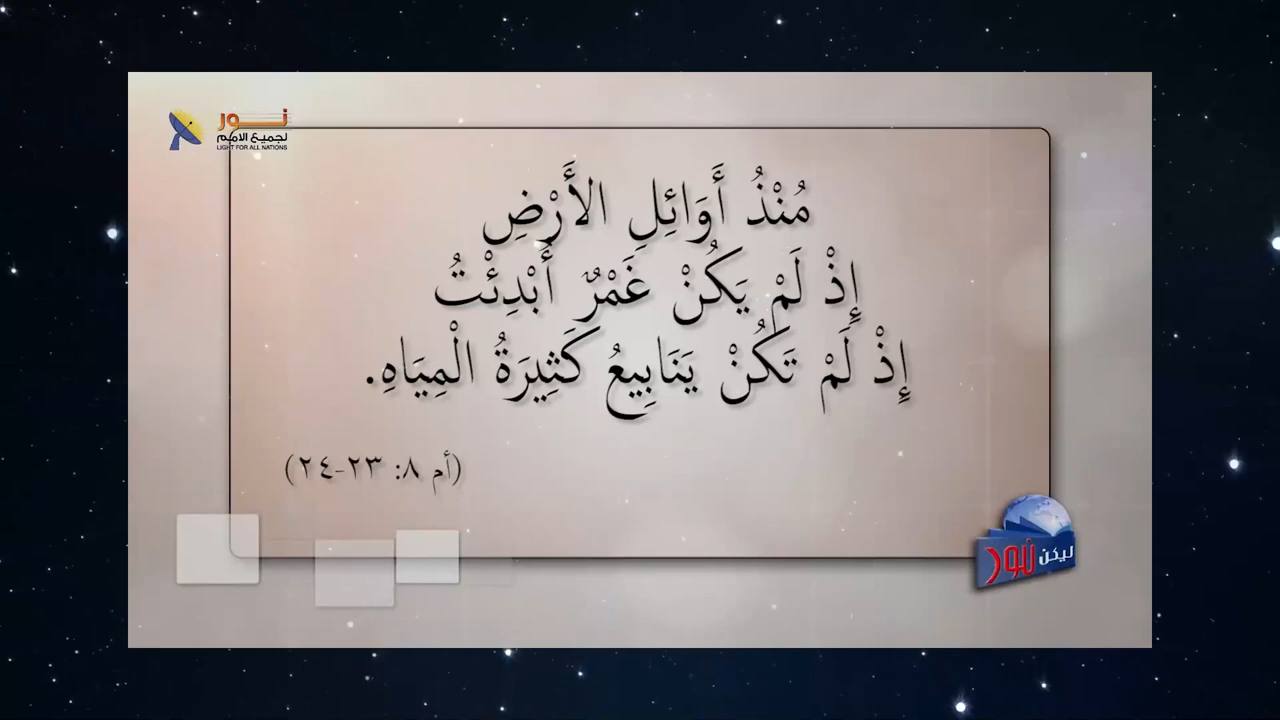 نور
لجميع الامم
LIGHT FOR ALL NATIONS
مُنْذُ أَوَائِلِ الأَرْضِ
إِذْ لَمْ يَكُنْ غَمْرٌ أُبْدِئْتُ
إِذْ لَمْ تَكُنْ يَنَابِيعُ كَثِيرَةُ الْمِيَاهِ.
(أم ٨: ٢٣-٢٤)
ليكن نور